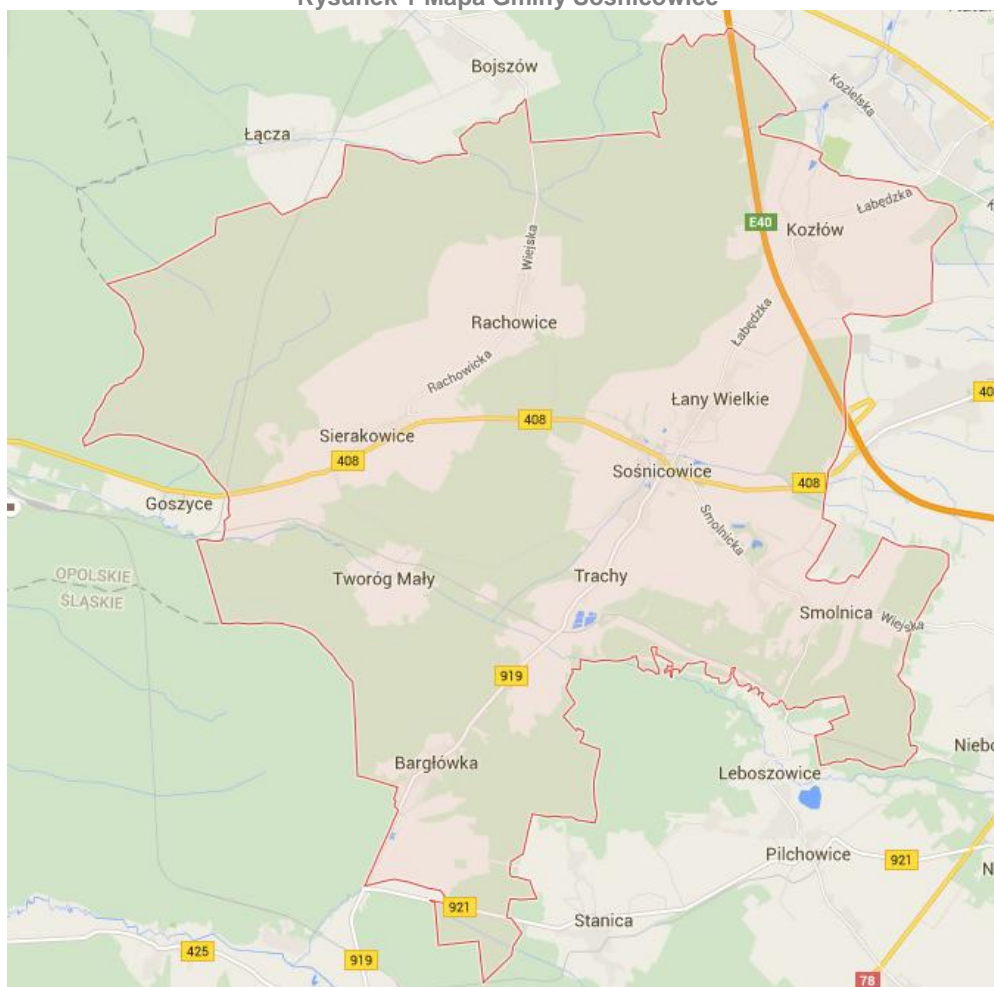 Rysunek 1 Mapa Gminy Sośnicowice
Bojszów
Kozielska
Łącza
Łabędzka
E40
Kozłów
Wiejska
Rachowice
Łabędzka
Rachowicka
Łany Wielkie
408
Sierakowice
408
Sośnicowice
408
Goszyce
Smolnicka
OPOLSKIE
ŚLĄSKIE
Tworóg Mały
Trachy
Smolnica
Wiejska
919
Bargłówka
Leboszowice
Pilchowice
921
921
Stanica
425
919
78